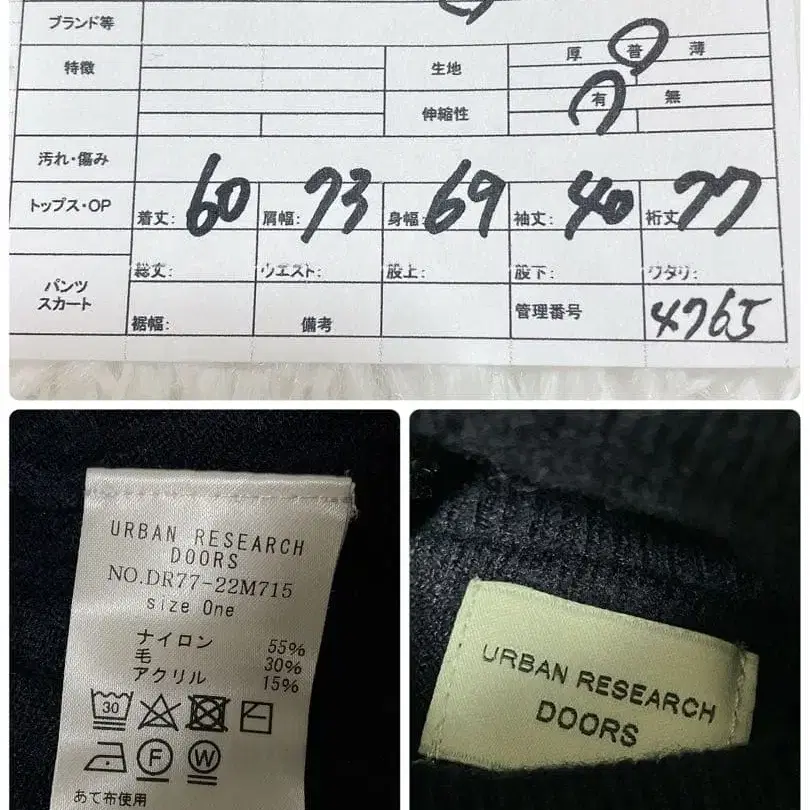 ブランド等
特徴
生地
厚 普 薄
伸縮性
有 無
汚れ・傷み
トップス・OP
着丈: 60 肩幅: 73 身幅: 69 袖丈: 40 裄丈 77
パンツ
スカート
総丈: ウエスト: 股上: 股下: ワタリ:
裾幅: 備考 管理番号 4765
URBAN RESEARCH
DOORS
NO.DR77-22M715
size One
ナイロン 55%
毛 30%
アクリル 15%
30
F W
あて布使用
URBAN RESEARCH
DOORS